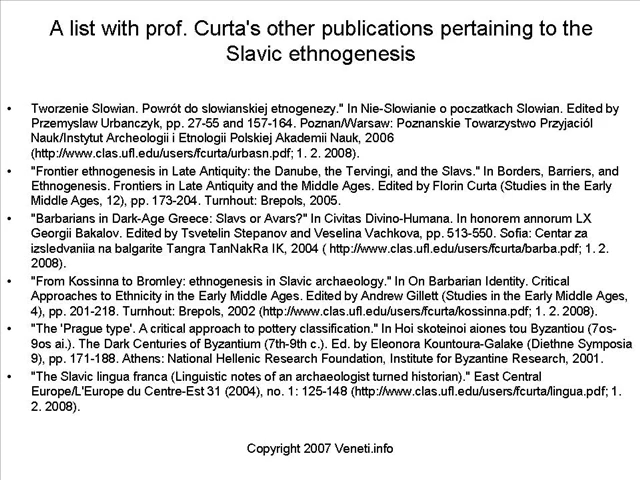 A list with prof. Curta's other publications pertaining to the
Slavic ethnogenesis
• Tworzenie Slowian. Powrót do slowianskiej etnogenezy." In Nie-Slowianie o poczatkach Slowian. Edited by
Przemyslaw Urbanczyk, pp. 27-55 and 157-164. Poznan/Warsaw: Poznanskie Towarzystwo Przyjaciól
Nauk/Instytut Archeologii i Etnologii Polskiej Akademii Nauk, 2006
(http://www.clas.ufl.edu/users/fcurta/urbasn.pdf; 1. 2. 2008).
• "Frontier ethnogenesis in Late Antiquity: the Danube, the Tervingi, and the Slavs." In Borders, Barriers, and
Ethnogenesis. Frontiers in Late Antiquity and the Middle Ages. Edited by Florin Curta (Studies in the Early
Middle Ages, 12), pp. 173-204. Turnhout: Brepols, 2005.
• "Barbarians in Dark-Age Greece: Slavs or Avars?" In Civitas Divino-Humana. In honorem annorum LX
Georgii Bakalov. Edited by Tsvetelin Stepanov and Veselina Vachkova, pp. 513-550. Sofia: Centar za
izsledvaniia na balgarite Tangra TanNakRa IK, 2004 ( http://www.clas.ufl.edu/users/fcurta/barba.pdf; 1. 2.
2008).
• "From Kossinna to Bromley: ethnogenesis in Slavic archaeology." In On Barbarian Identity. Critical
Approaches to Ethnicity in the Early Middle Ages. Edited by Andrew Gillett (Studies in the Early Middle Ages,
4), pp. 201-218. Turnhout: Brepols, 2002 (http://www.clas.ufl.edu/users/fcurta/kossinna.pdf; 1. 2. 2008).
• "The 'Prague type'. A critical approach to pottery classification." In Hoi skoteinoi aiones tou Byzantiou (7os-
9os ai.). The Dark Centuries of Byzantium (7th-9th c.). Ed. by Eleonora Kountoura-Galake (Diethne Symposia
9), pp. 171-188. Athens: National Hellenic Research Foundation, Institute for Byzantine Research, 2001.
• "The Slavic lingua franca (Linguistic notes of an archaeologist turned historian)." East Central
Europe/L'Europe du Centre-Est 31 (2004), no. 1: 125-148 (http://www.clas.ufl.edu/users/fcurta/lingua.pdf; 1.
2. 2008).
Copyright 2007 Veneti.info